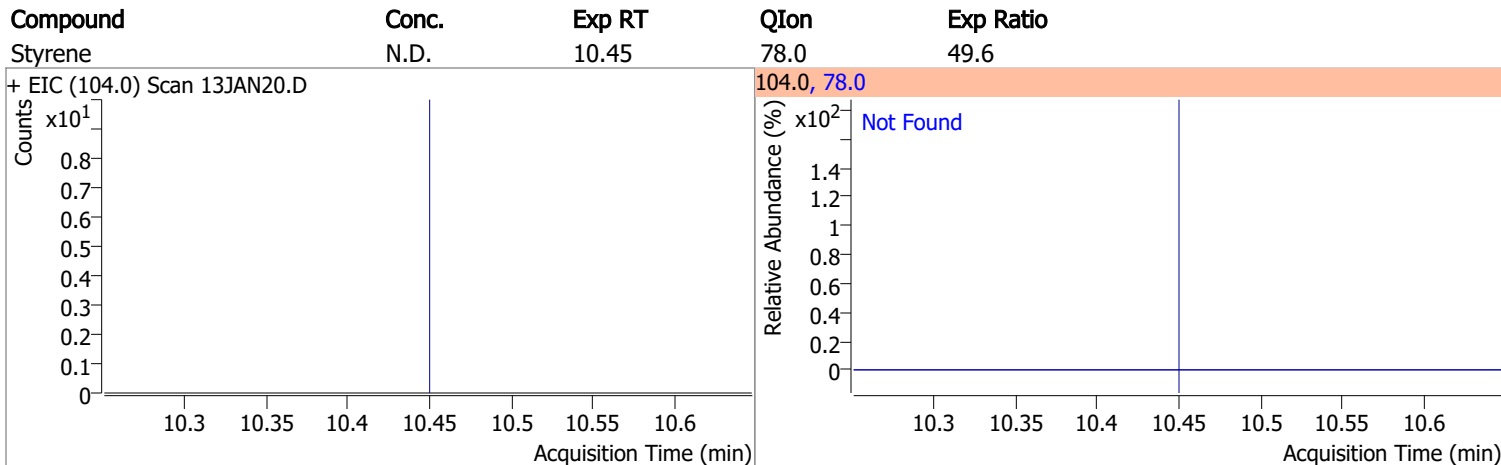 Compound Conc. Exp RT QIon Exp Ratio
Styrene N.D. 10.45 78.0 49.6
+ EIC (104.0) Scan 13JAN20.D
Counts
x10^1
0.8
0.7
0.6
0.5
0.4
0.3
0.2
0.1
0
10.3 10.35 10.4 10.45 10.5 10.55 10.6
Acquisition Time (min)
104.0, 78.0
Relative Abundance (%)
x10^2
Not Found
1.4
1.2
1
0.8
0.6
0.4
0.2
0
10.3 10.35 10.4 10.45 10.5 10.55 10.6
Acquisition Time (min)